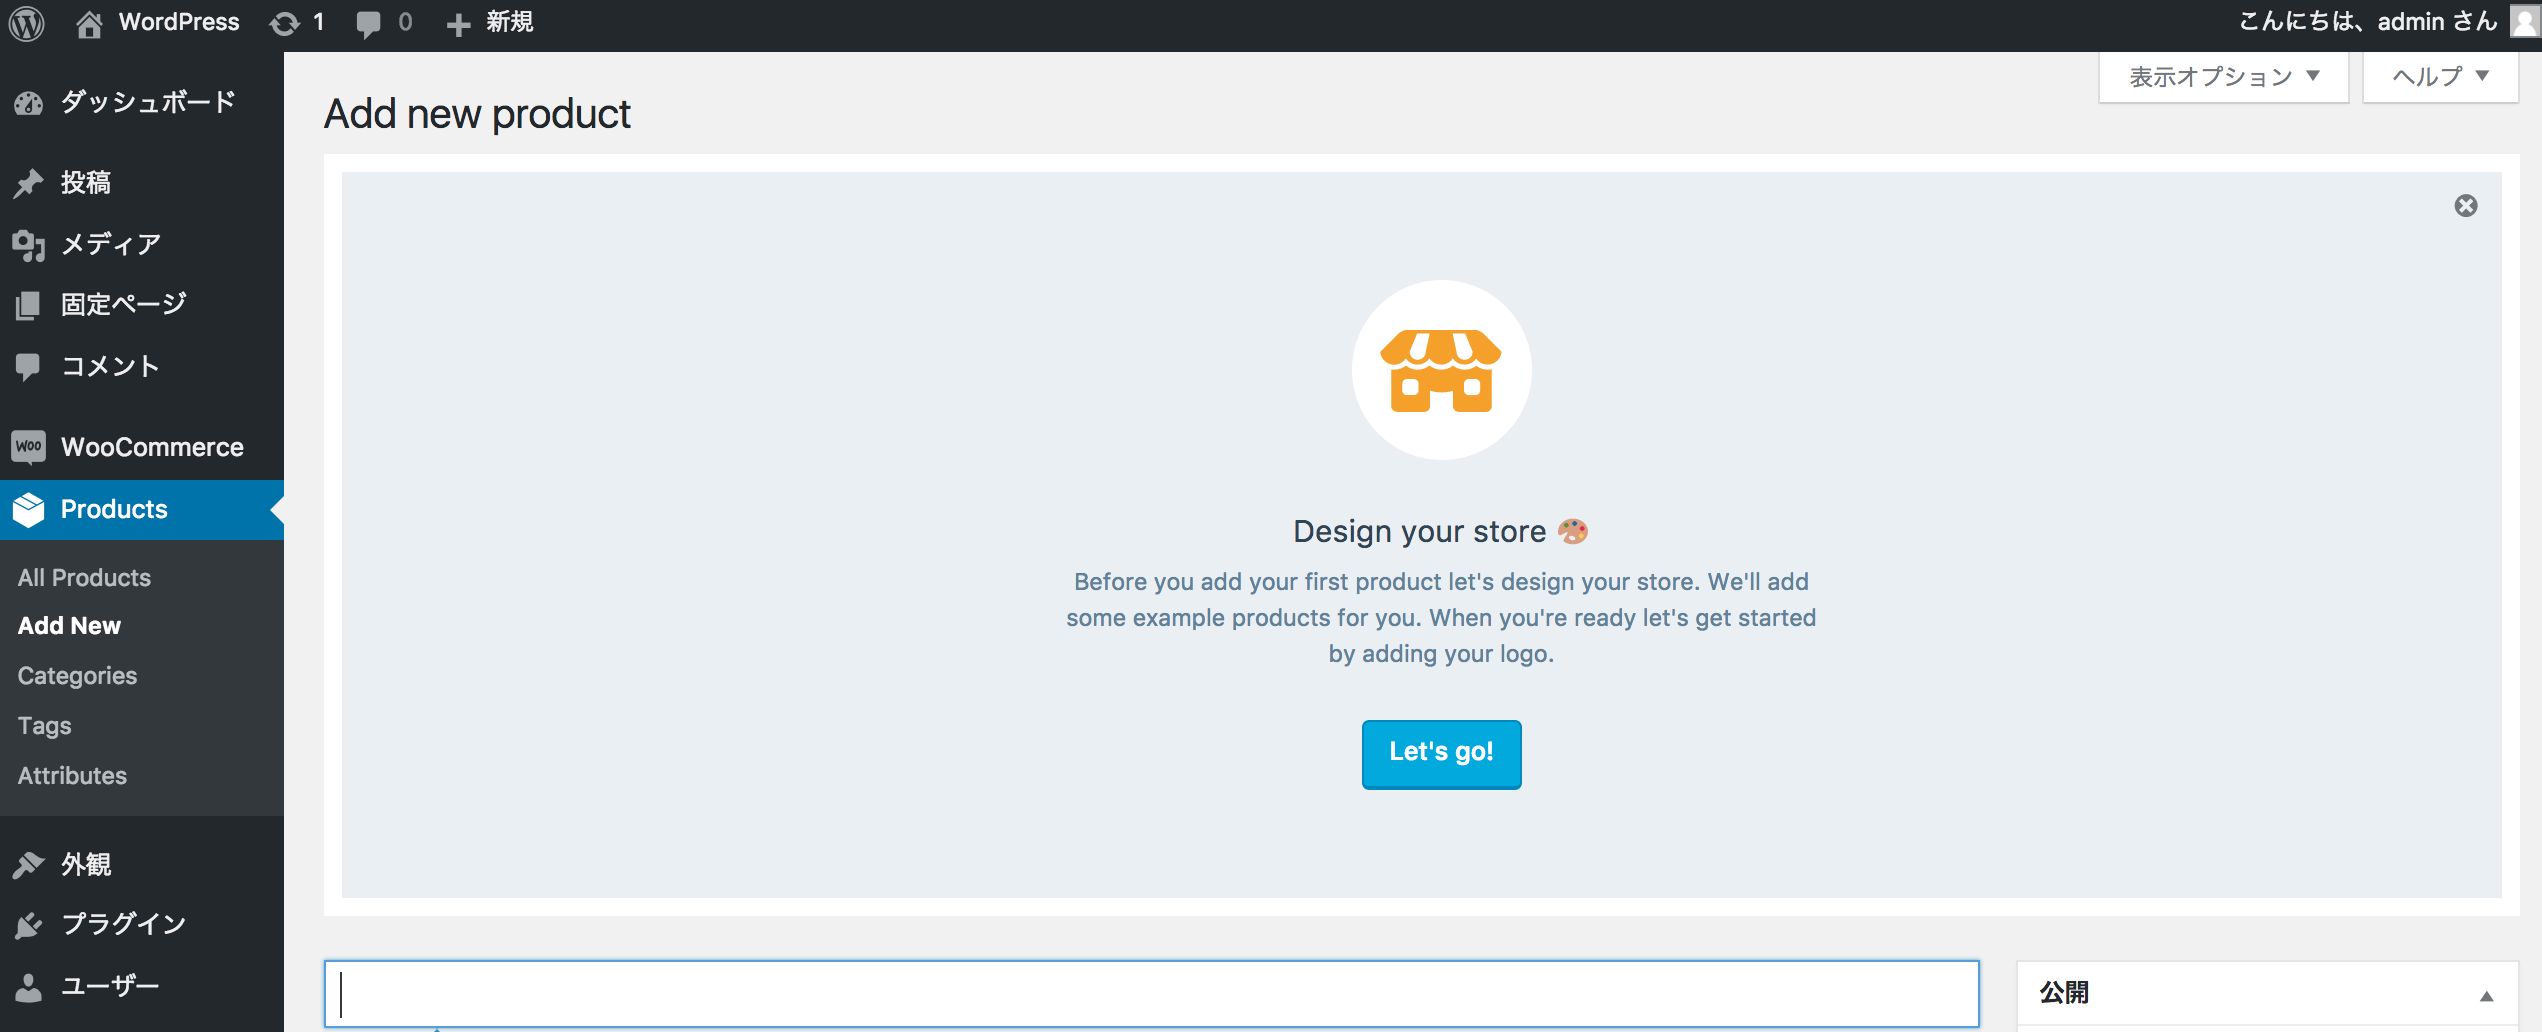 WordPress 1 0 新規 こんにちは、admin さん
ダッシュボード
投稿
メディア
固定ページ
コメント
Woo WooCommerce
Products
All Products
Add New
Categories
Tags
Attributes
外観
プラグイン
ユーザー
表示オプション ▼ ヘルプ ▼
Add new product
Design your store 🎨
Before you add your first product let's design your store. We'll add
some example products for you. When you're ready let's get started
by adding your logo.
Let's go!
公開